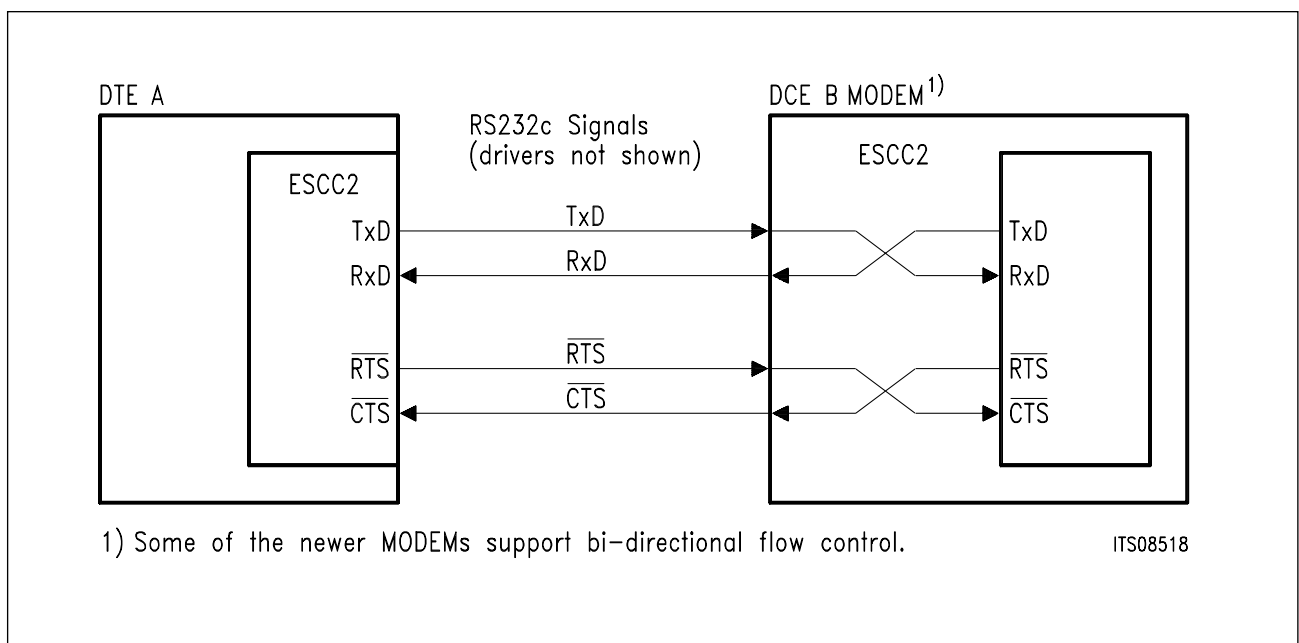 DTE A
DCE B MODEM1)
RS232c Signals
(drivers not shown)
ESCC2
ESCC2
TxD
TxD
TxD
RxD
RxD
RxD
RTS
RTS
RTS
CTS
CTS
CTS
1) Some of the newer MODEMs support bi-directional flow control.
ITS08518